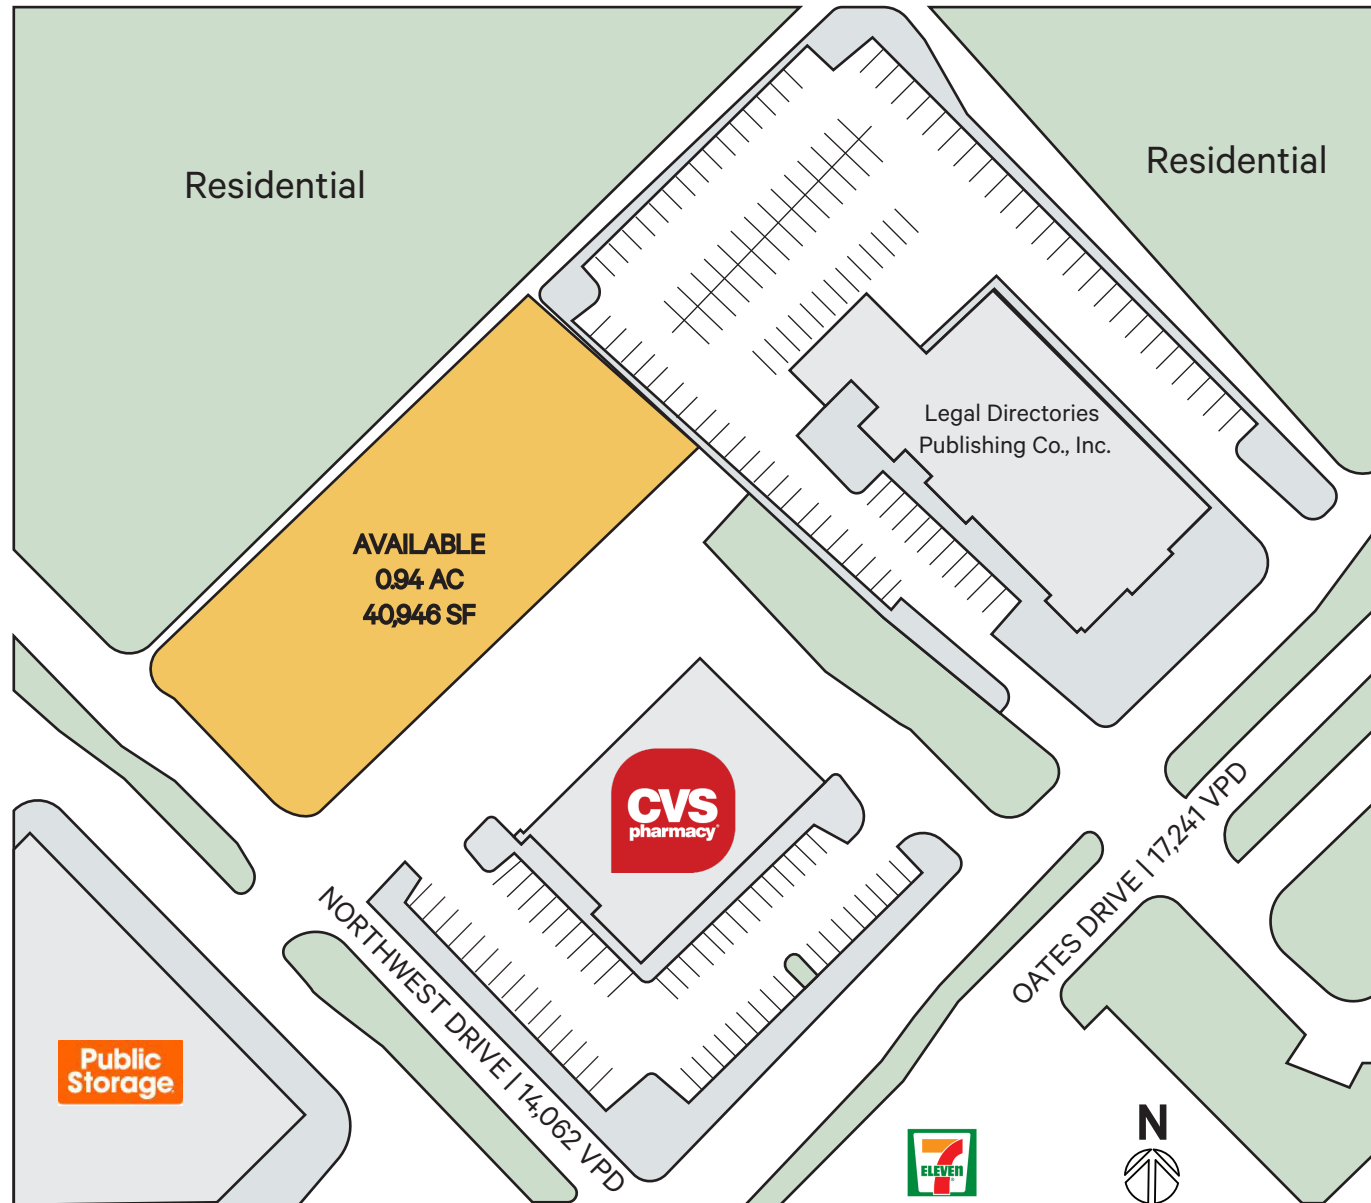 Residential
Residential
Legal Directories
Publishing Co., Inc.
AVAILABLE
0.94 AC
40,946 SF
CVS
pharmacy
NORTHWEST DRIVE | 14,062 VPD
OATES DRIVE | 17,241 VPD
Public
Storage
7
ELEVEN
N